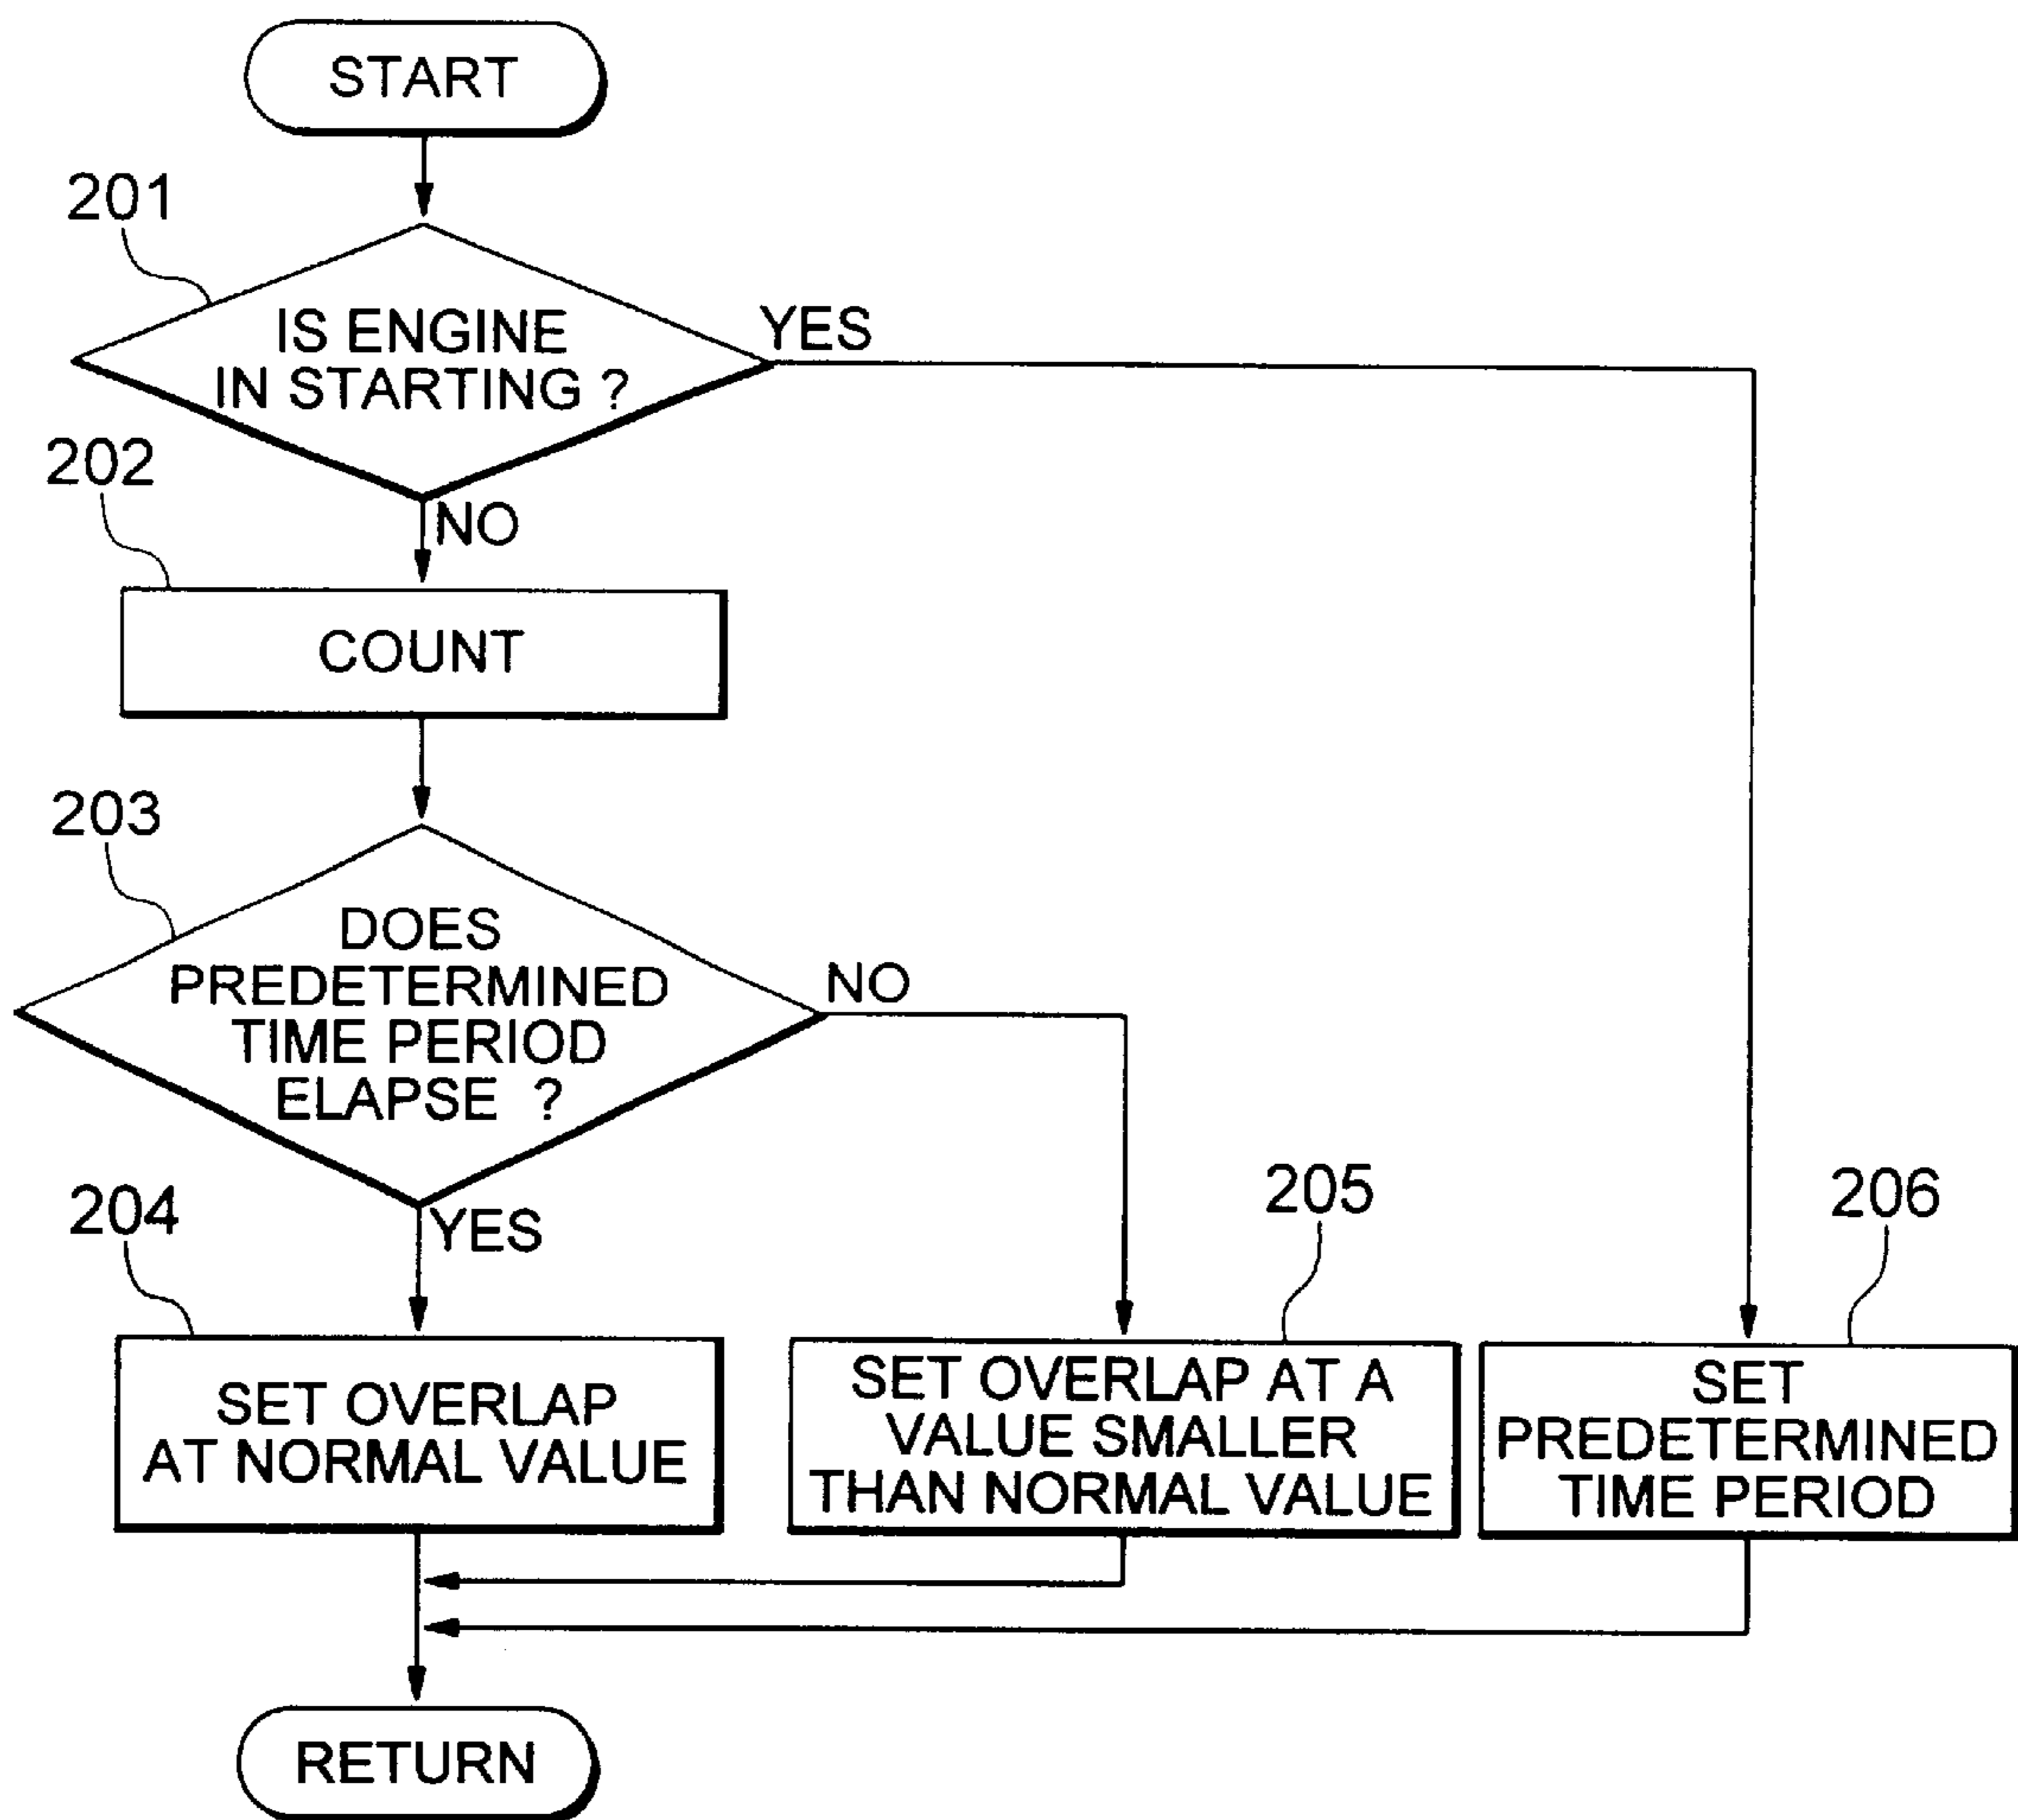 START
201
IS ENGINE
IN STARTING ?
YES
NO
202
COUNT
203
DOES
PREDETERMINED
TIME PERIOD
ELAPSE ?
NO
YES
204
SET OVERLAP
AT NORMAL VALUE
205
SET OVERLAP AT A
VALUE SMALLER
THAN NORMAL VALUE
206
SET
PREDETERMINED
TIME PERIOD
RETURN